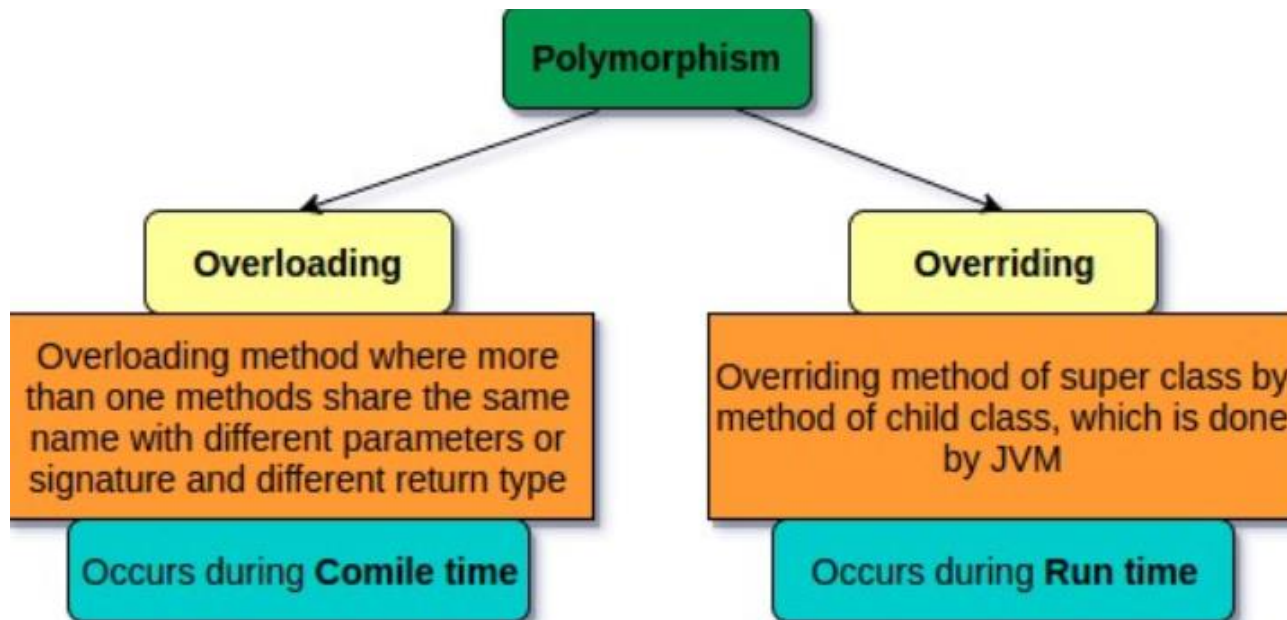 Polymorphism
Overloading
Overloading method where more
than one methods share the same
name with different parameters or
signature and different return type
Occurs during Comile time
Overriding
Overriding method of super class by
method of child class, which is done
by JVM
Occurs during Run time